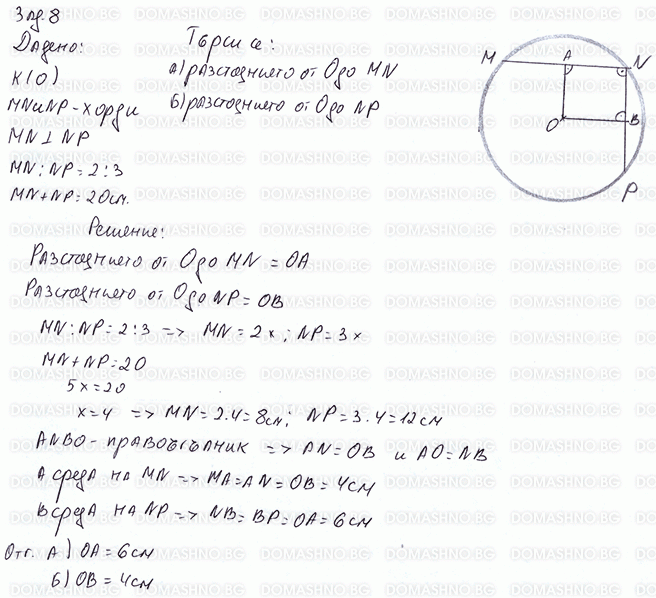 Зад. 8
Дадено:
K(O)
MN и NP - хорди
MN ⊥ NP
MN : NP = 2 : 3
MN + NP = 20 см.
Търси се:
а) разстоянието от O до MN
б) разстоянието от O до NP
M
A
N
O
B
P
Решение:
Разстоянието от O до MN = OA
Разстоянието от O до NP = OB
MN : NP = 2 : 3 => MN = 2x ; NP = 3x
MN + NP = 20
5x = 20
x = 4 => MN = 2.4 = 8 см; NP = 3.4 = 12 см
ANBO - правоъгълник => AN = OB и AO = NB
A среда на MN => MA = AN = OB = 4 см
B среда на NP => NB = BP = OA = 6 см
Отг. А) OA = 6 см
Б) OB = 4 см
DOMASHNO.BG